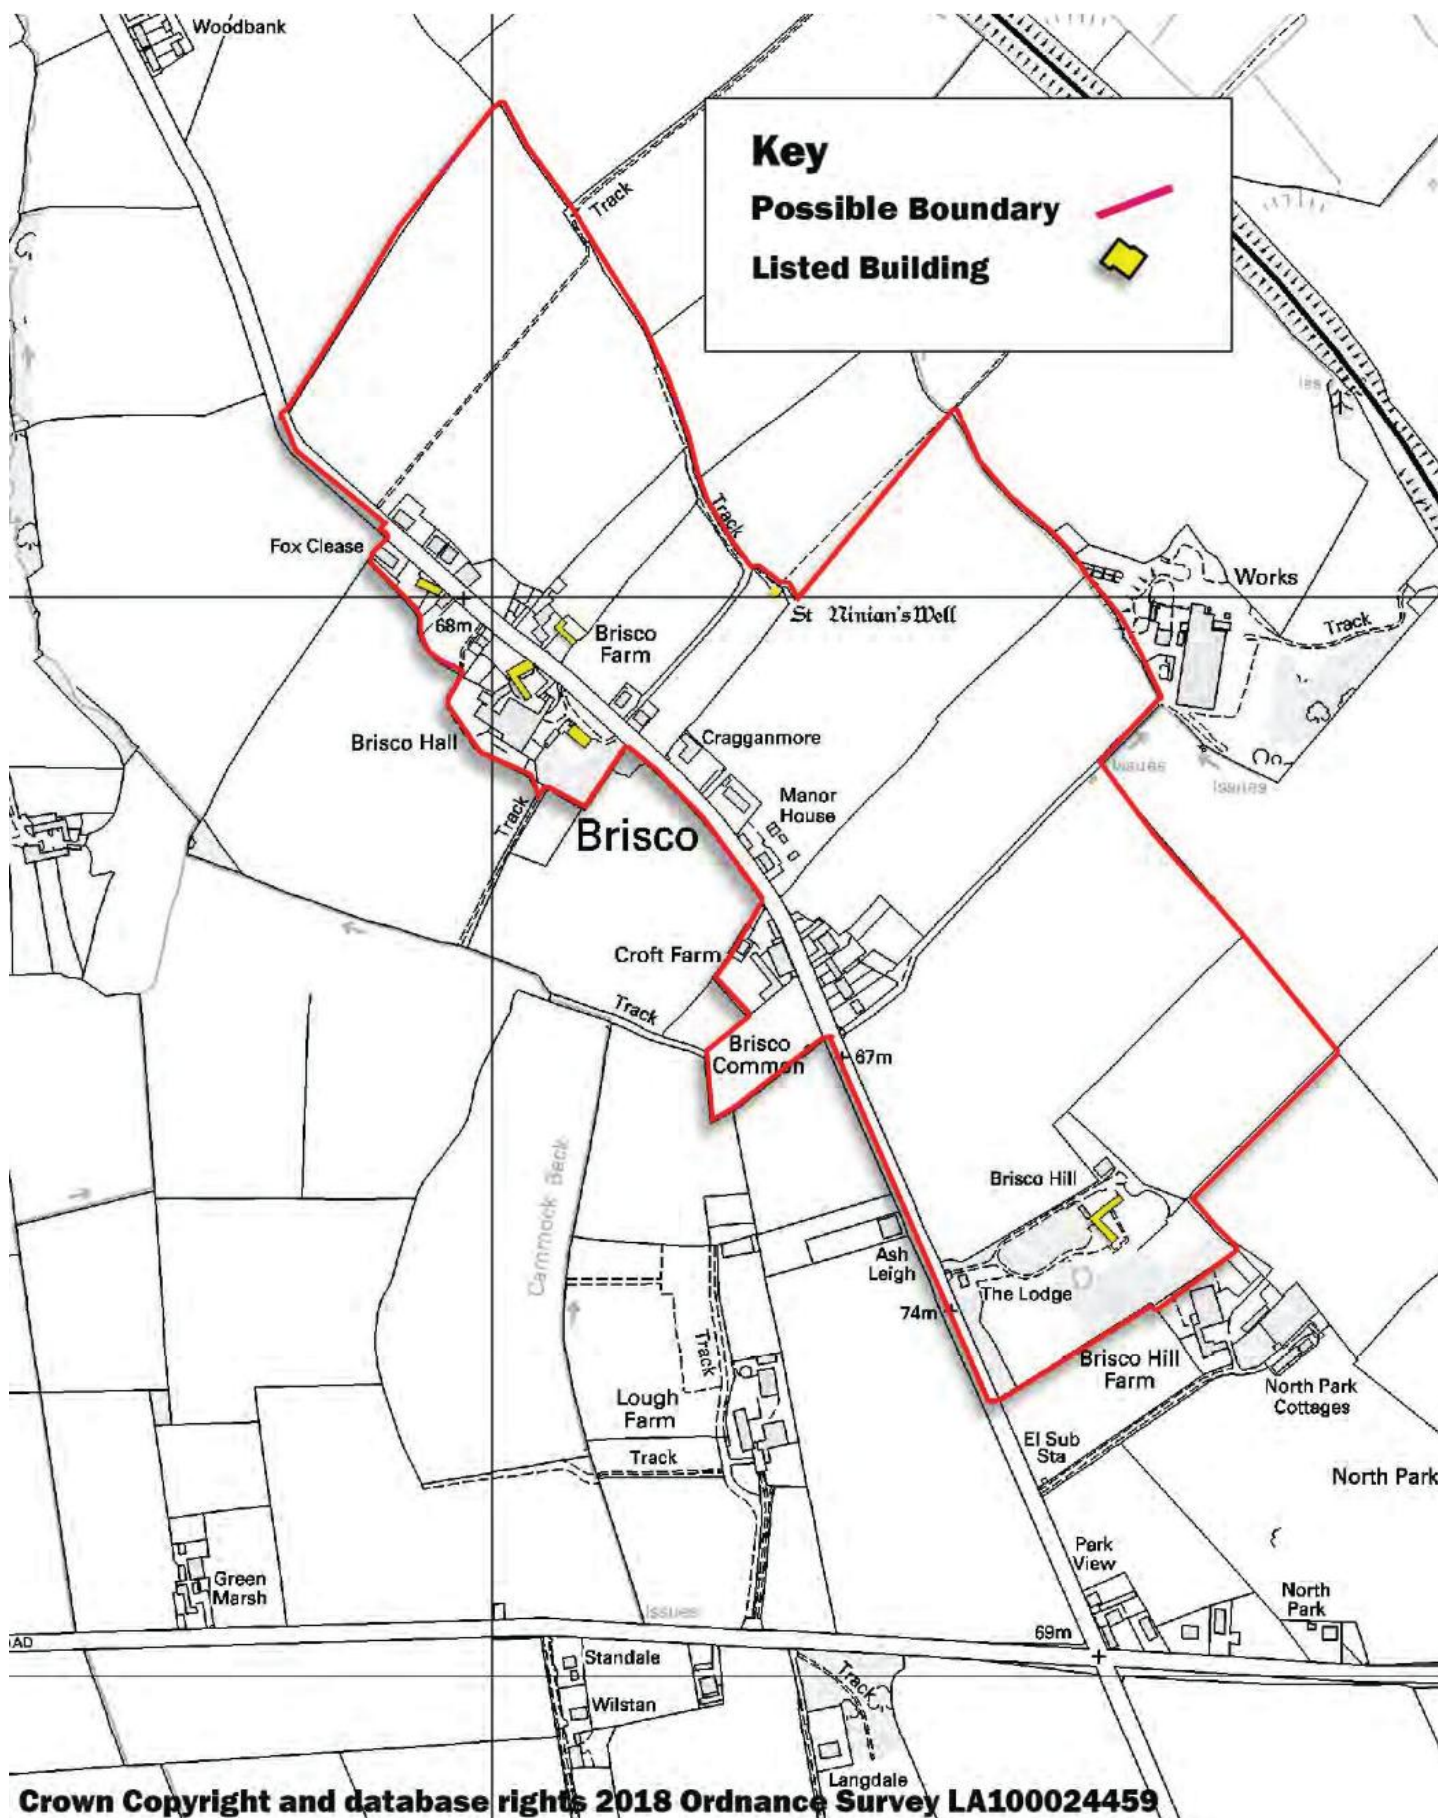 Woodbank
Key
Possible Boundary
Listed Building
Track
Iss
Fox Clease
Track
Works
St Ninian's Well
Track
68m
Brisco
Farm
Brisco Hall
Cragganmore
Issues
Issues
Manor
House
Track
Brisco
Croft Farm
Track
Brisco
Common
67m
Cammock Beck
Brisco Hill
Ash
Leigh
The Lodge
74m
Track
Brisco Hill
Farm
North Park
Cottages
Lough
Farm
Track
El Sub
Sta
North Park
Park
View
Green
Marsh
North
Park
Issues
69m
AD
Standale
Track
Wilstan
Langdale
Crown Copyright and database rights 2018 Ordnance Survey LA100024459